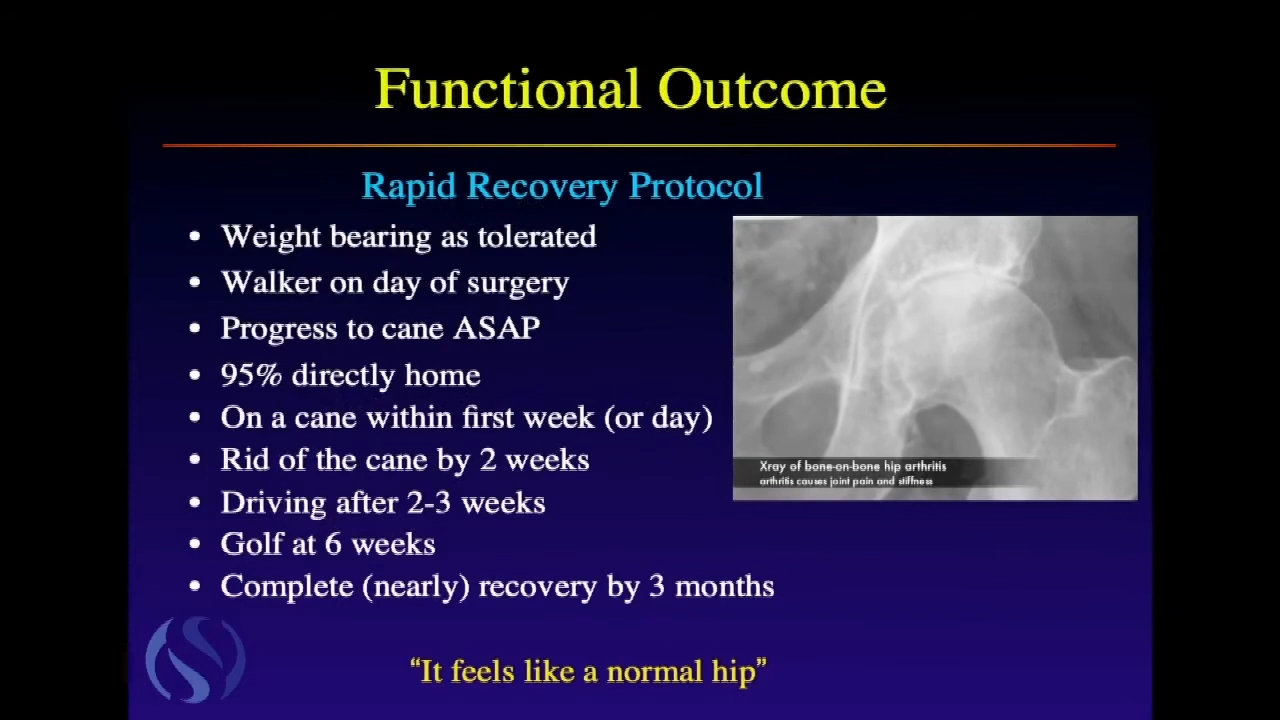 Functional Outcome
Rapid Recovery Protocol
• Weight bearing as tolerated
• Walker on day of surgery
• Progress to cane ASAP
• 95% directly home
• On a cane within first week (or day)
• Rid of the cane by 2 weeks
• Driving after 2-3 weeks
• Golf at 6 weeks
• Complete (nearly) recovery by 3 months
Xray of bone-on-bone hip arthritis
arthritis causes joint pain and stiffness
“It feels like a normal hip”